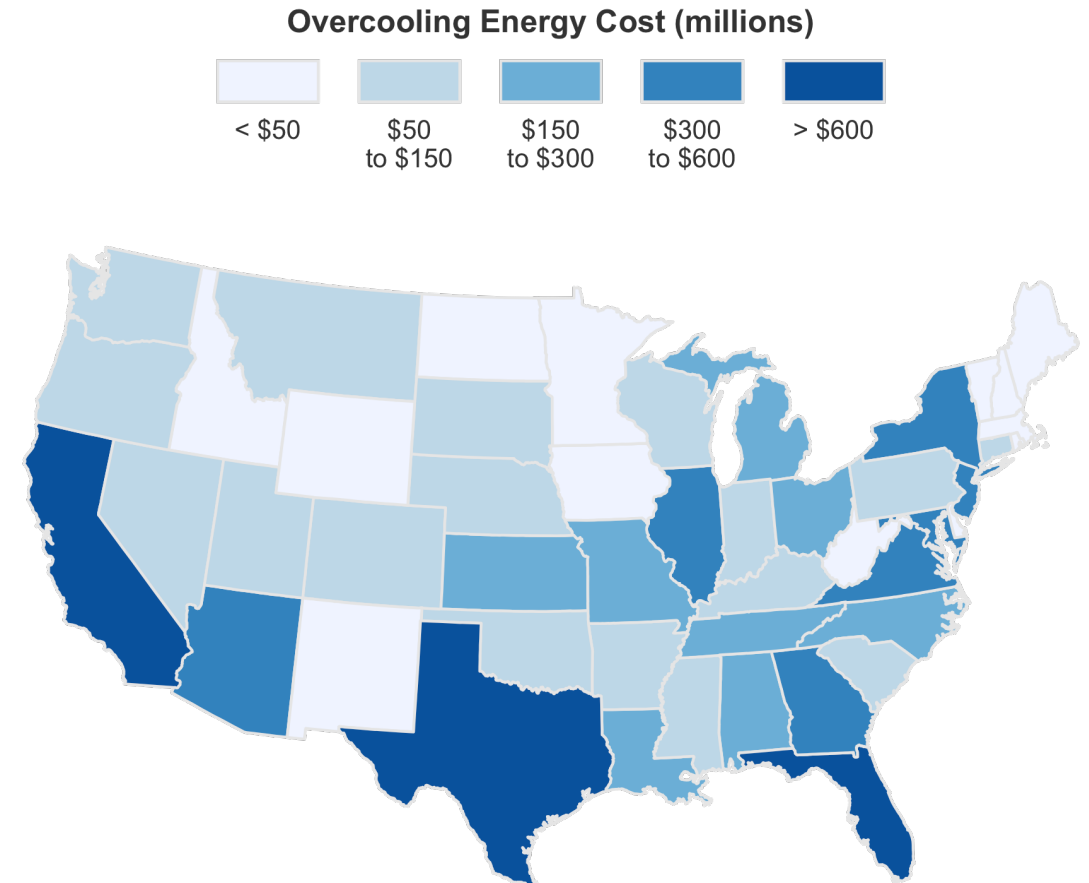 Overcooling Energy Cost (millions)
< $50 $50 $150 $300 > $600
to $150 to $300 to $600